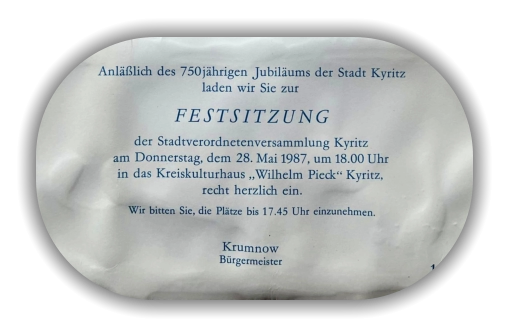 Anläßlich des 750jährigen Jubiläums der Stadt Kyritz
laden wir Sie zur
FESTSITZUNG
der Stadtverordnetenversammlung Kyritz
am Donnerstag, dem 28. Mai 1987, um 18.00 Uhr
in das Kreiskulturhaus „Wilhelm Pieck“ Kyritz,
recht herzlich ein.
Wir bitten Sie, die Plätze bis 17.45 Uhr einzunehmen.
Krumnow
Bürgermeister